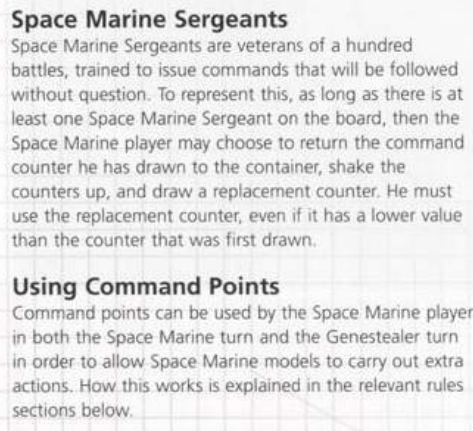 Space Marine Sergeants
Space Marine Sergeants are veterans of a hundred
battles, trained to issue commands that will be followed
without question. To represent this, as long as there is at
least one Space Marine Sergeant on the board, then the
Space Marine player may choose to return the command
counter he has drawn to the container, shake the
counters up, and draw a replacement counter. He must
use the replacement counter, even if it has a lower value
than the counter that was first drawn.
Using Command Points
Command points can be used by the Space Marine player
in both the Space Marine turn and the Genestealer turn
in order to allow Space Marine models to carry out extra
actions. How this works is explained in the relevant rules
sections below.